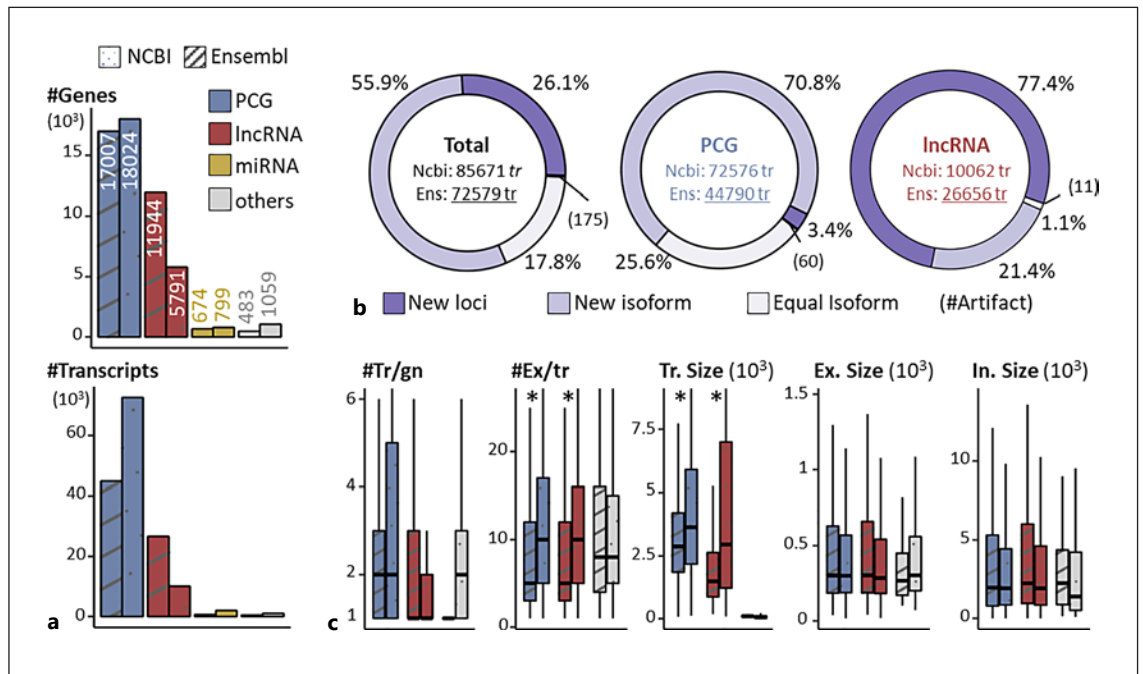 NCBI Ensembl
#Genes
(10³)
PCG
lncRNA
miRNA
others
15
10
5
0
17007
18024
11944
5791
674
799
483
1059
#Transcripts
(10³)
60
40
20
0
a
55.9%
26.1%
Total
Ncbi: 85671 tr
Ens: 72579 tr
(175)
17.8%
70.8%
PCG
Ncbi: 72576 tr
Ens: 44790 tr
3.4%
(60)
25.6%
77.4%
lncRNA
Ncbi: 10062 tr
Ens: 26656 tr
(11)
1.1%
21.4%
b New loci New isoform Equal Isoform (#Artifact)
#Tr/gn
6
4
2
1
#Ex/tr
* *
20
10
0
Tr. Size (10³)
* *
7.5
5
2.5
0
Ex. Size (10³)
1.5
1
0.5
0
In. Size (10³)
10
5
0
c